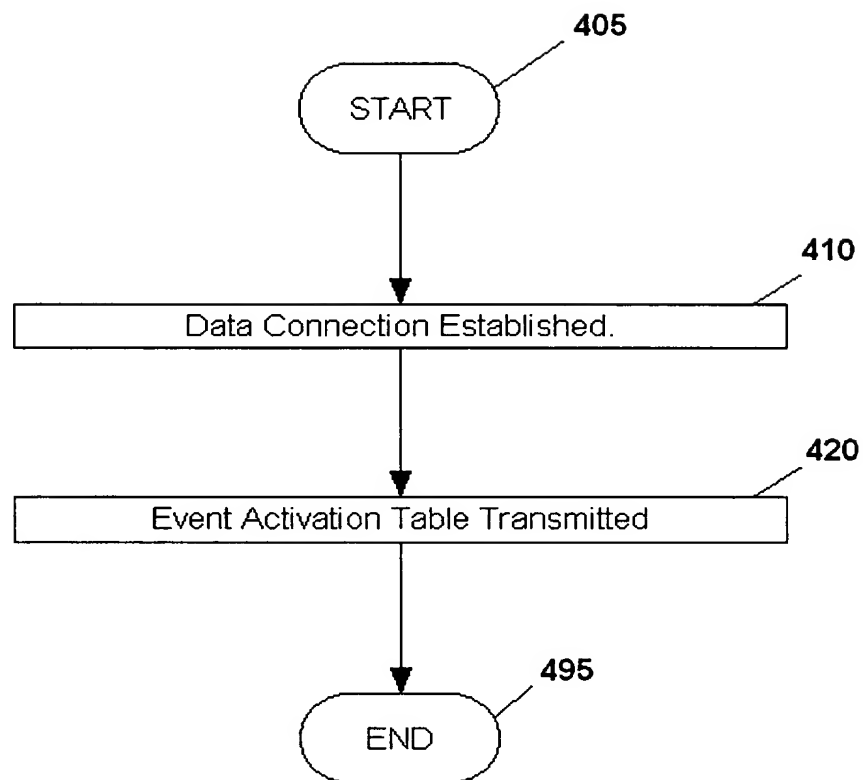 405
START
410
Data Connection Established.
420
Event Activation Table Transmitted
495
END